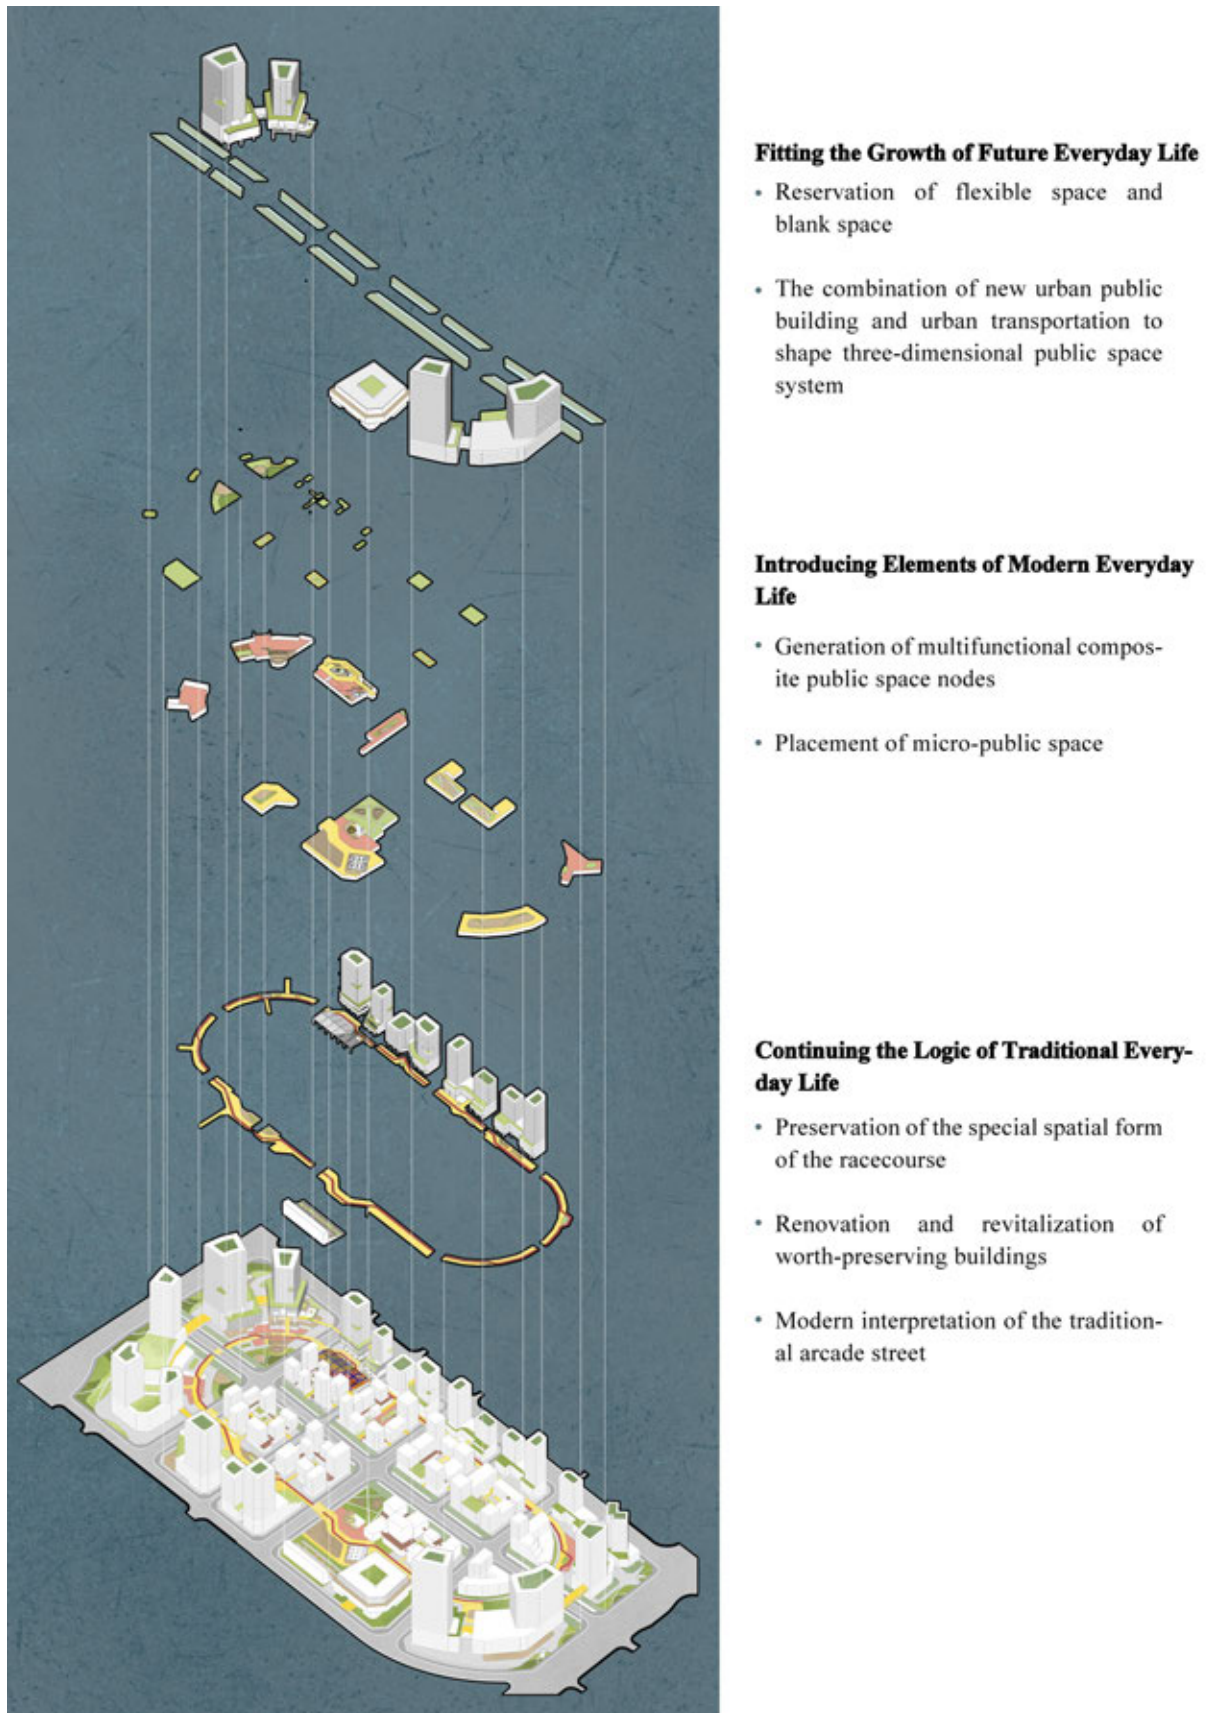 Fitting the Growth of Future Everyday Life
• Reservation of flexible space and
blank space
• The combination of new urban public
building and urban transportation to
shape three-dimensional public space
system
Introducing Elements of Modern Everyday
Life
• Generation of multifunctional compos-
ite public space nodes
• Placement of micro-public space
Continuing the Logic of Traditional Every-
day Life
• Preservation of the special spatial form
of the racecourse
• Renovation and revitalization of
worth-preserving buildings
• Modern interpretation of the tradition-
al arcade street